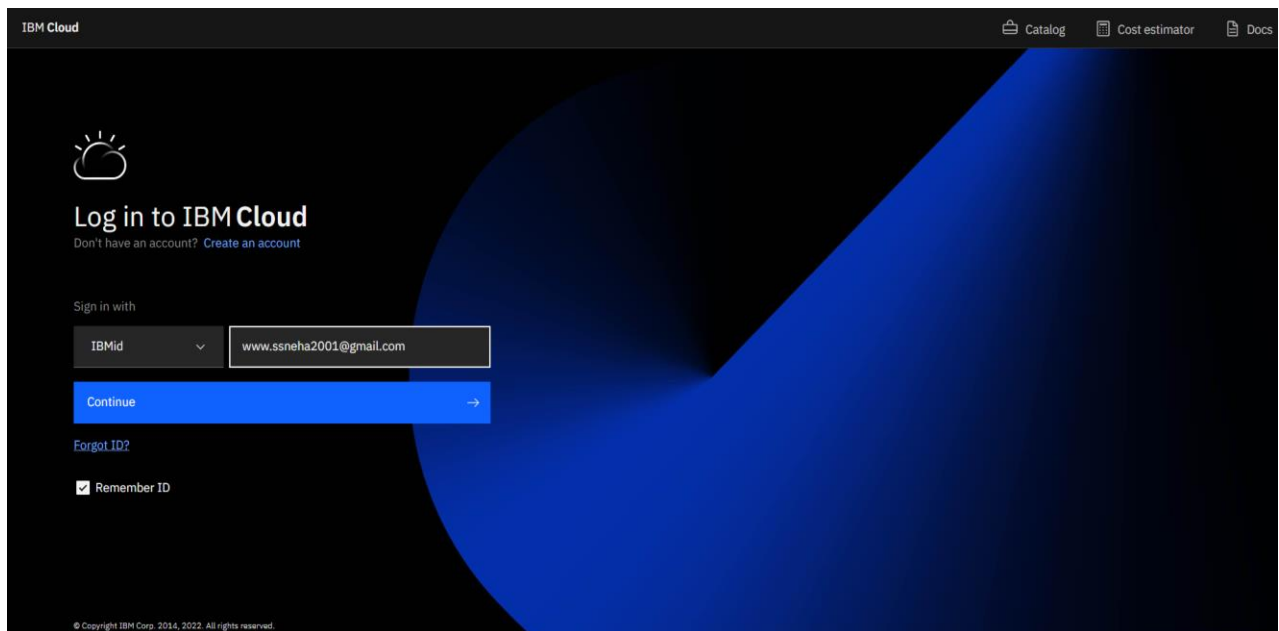 IBM Cloud
Catalog
Cost estimator
Docs
Log in to IBM Cloud
Don't have an account? Create an account
Sign in with
IBMid
www.ssneha2001@gmail.com
Continue
Forgot ID?
Remember ID
© Copyright IBM Corp. 2014, 2022. All rights reserved.